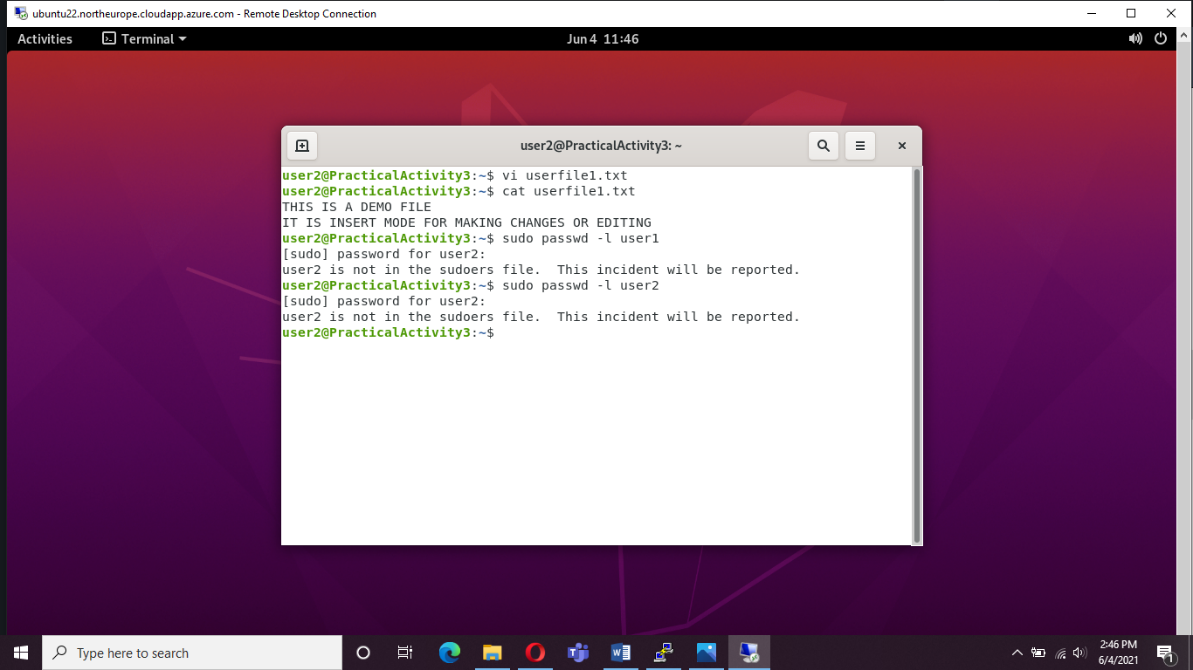 ubuntu22.northeurope.cloudapp.azure.com - Remote Desktop Connection
Activities Terminal Jun 4 11:46
user2@PracticalActivity3: ~
user2@PracticalActivity3:~$ vi userfile1.txt
user2@PracticalActivity3:~$ cat userfile1.txt
THIS IS A DEMO FILE
IT IS INSERT MODE FOR MAKING CHANGES OR EDITING
user2@PracticalActivity3:~$ sudo passwd -l user1
[sudo] password for user2:
user2 is not in the sudoers file.  This incident will be reported.
user2@PracticalActivity3:~$ sudo passwd -l user2
[sudo] password for user2:
user2 is not in the sudoers file.  This incident will be reported.
user2@PracticalActivity3:~$
Type here to search
2:46 PM
6/4/2021
1